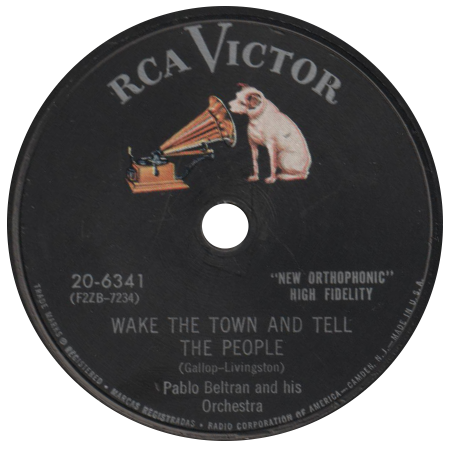 RCA VICTOR
20-6341
(F2ZB-7234)
"NEW ORTHOPHONIC"
HIGH FIDELITY
WAKE THE TOWN AND TELL
THE PEOPLE
(Gallop-Livingston)
Pablo Beltran and his
Orchestra
TRADE MARKS ® REGISTERED • MARCAS REGISTRADAS • RADIO CORPORATION OF AMERICA—CAMDEN, N.J.—MADE IN U.S.A.